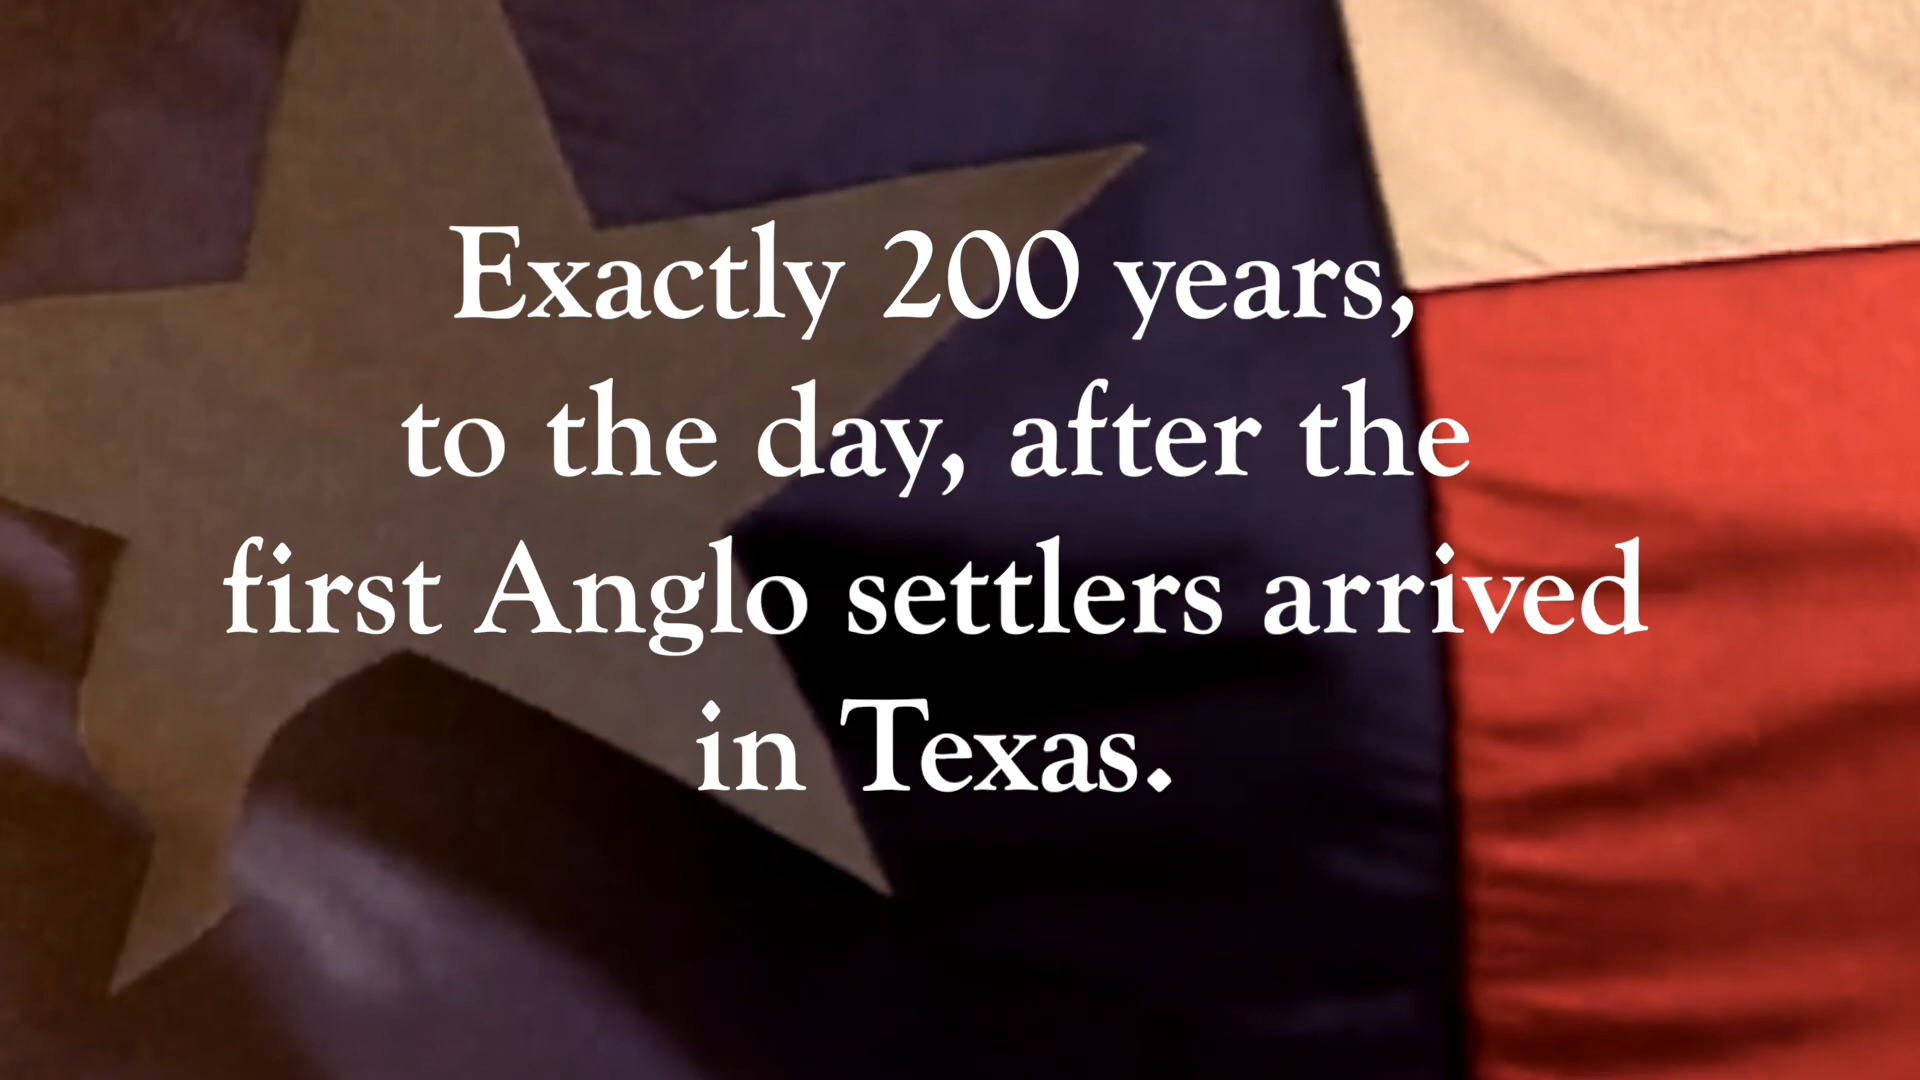 Exactly 200 years,
to the day, after the
first Anglo settlers arrived
in Texas.